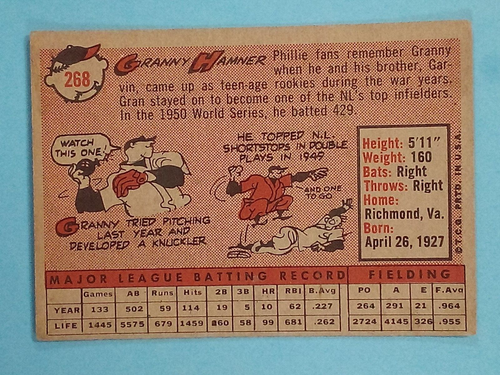 268
GRANNY HAMNER
Phillie fans remember Granny
when he and his brother, Gar-
vin, came up as teen-age rookies during the war years.
Gran stayed on to become one of the NL's top infielders.
In the 1950 World Series, he batted 429.
WATCH
THIS ONE!
GRANNY TRIED PITCHING
LAST YEAR AND
DEVELOPED A KNUCKLER
HE TOPPED N.L.
SHORTSTOPS IN DOUBLE
PLAYS IN 1949
AND ONE
TO GO
Height: 5'11"
Weight: 160
Bats: Right
Throws: Right
Home:
Richmond, Va.
Born:
April 26, 1927
© T.C.G. PRTD. IN U.S.A.
MAJOR LEAGUE BATTING RECORD FIELDING
Games AB Runs Hits 2B 3B HR RBI B.Avg PO A E F.Avg
YEAR 133 502 59 114 19 5 10 62 .227 264 291 21 .964
LIFE 1445 5575 679 1459 260 58 99 681 .262 2724 4145 326 .955